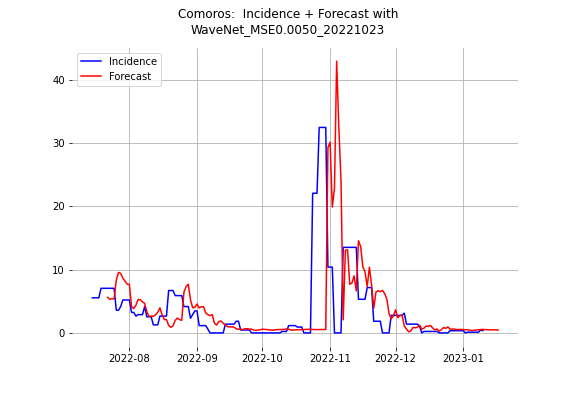 Comoros:  Incidence + Forecast with
WaveNet_MSE0.0050_20221023
Incidence
Forecast
40
30
20
10
0
2022-08 2022-09 2022-10 2022-11 2022-12 2023-01